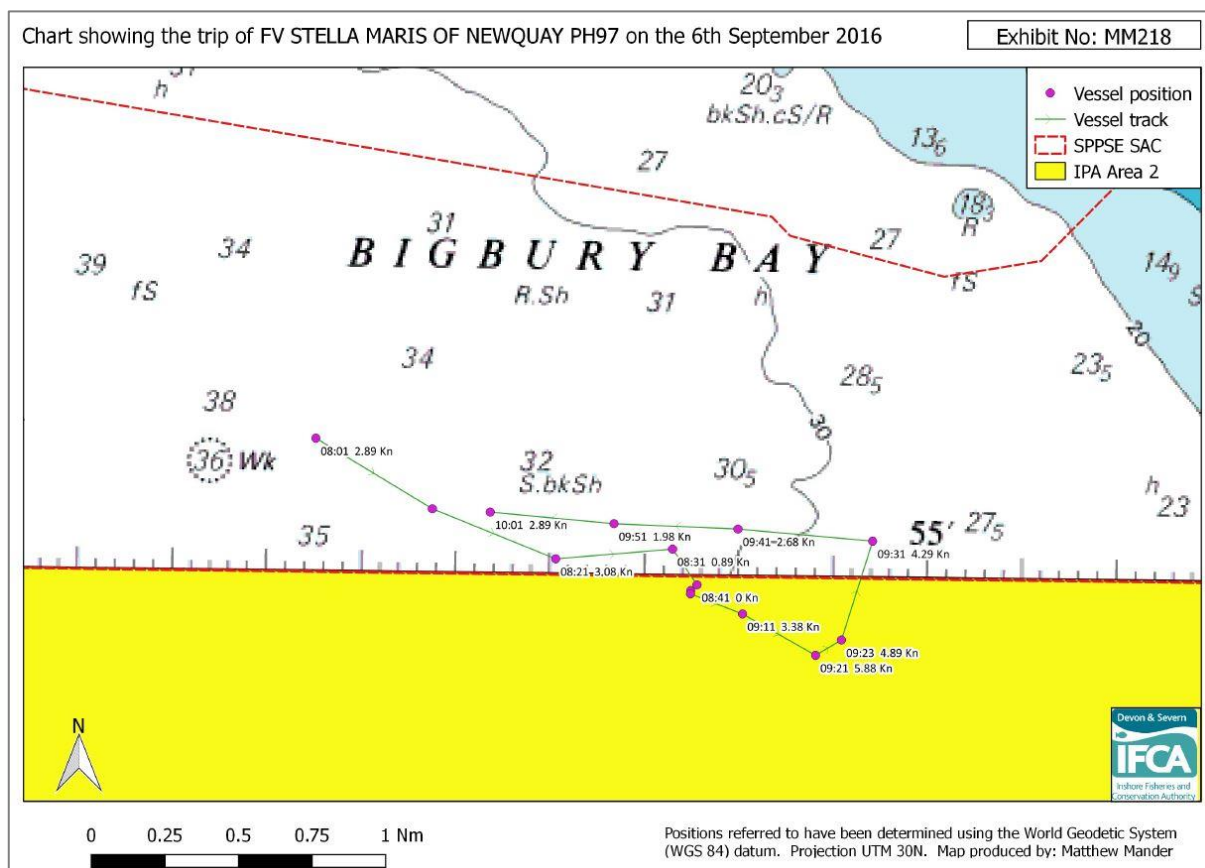 Chart showing the trip of FV STELLA MARIS OF NEWQUAY PH97 on the 6th September 2016
Exhibit No: MM218
Vessel position
Vessel track
SPPSE SAC
IPA Area 2
h
20₃
bkSh.cS/R
13₆
27
18₃
R
31
34
27
39
BIGBURY BAY
14₉
fS
R.Sh
31
h
fS
S
20
34
28₅
23₅
38
30
08:01 2.89 Kn
36 Wk
32
S.bkSh
30₅
h
23
35
10:01 2.89 Kn
09:51 1.98 Kn
09:41–2.68 Kn
09:31 4.29 Kn
55'
27₅
08:21 3.08 Kn
08:31 0.89 Kn
08:41 0 Kn
09:11 3.38 Kn
09:23 4.89 Kn
09:21 5.88 Kn
N
Devon & Severn
IFCA
Inshore Fisheries and
Conservation Authority
0 0.25 0.5 0.75 1 Nm
Positions referred to have been determined using the World Geodetic System
(WGS 84) datum. Projection UTM 30N. Map produced by: Matthew Mander